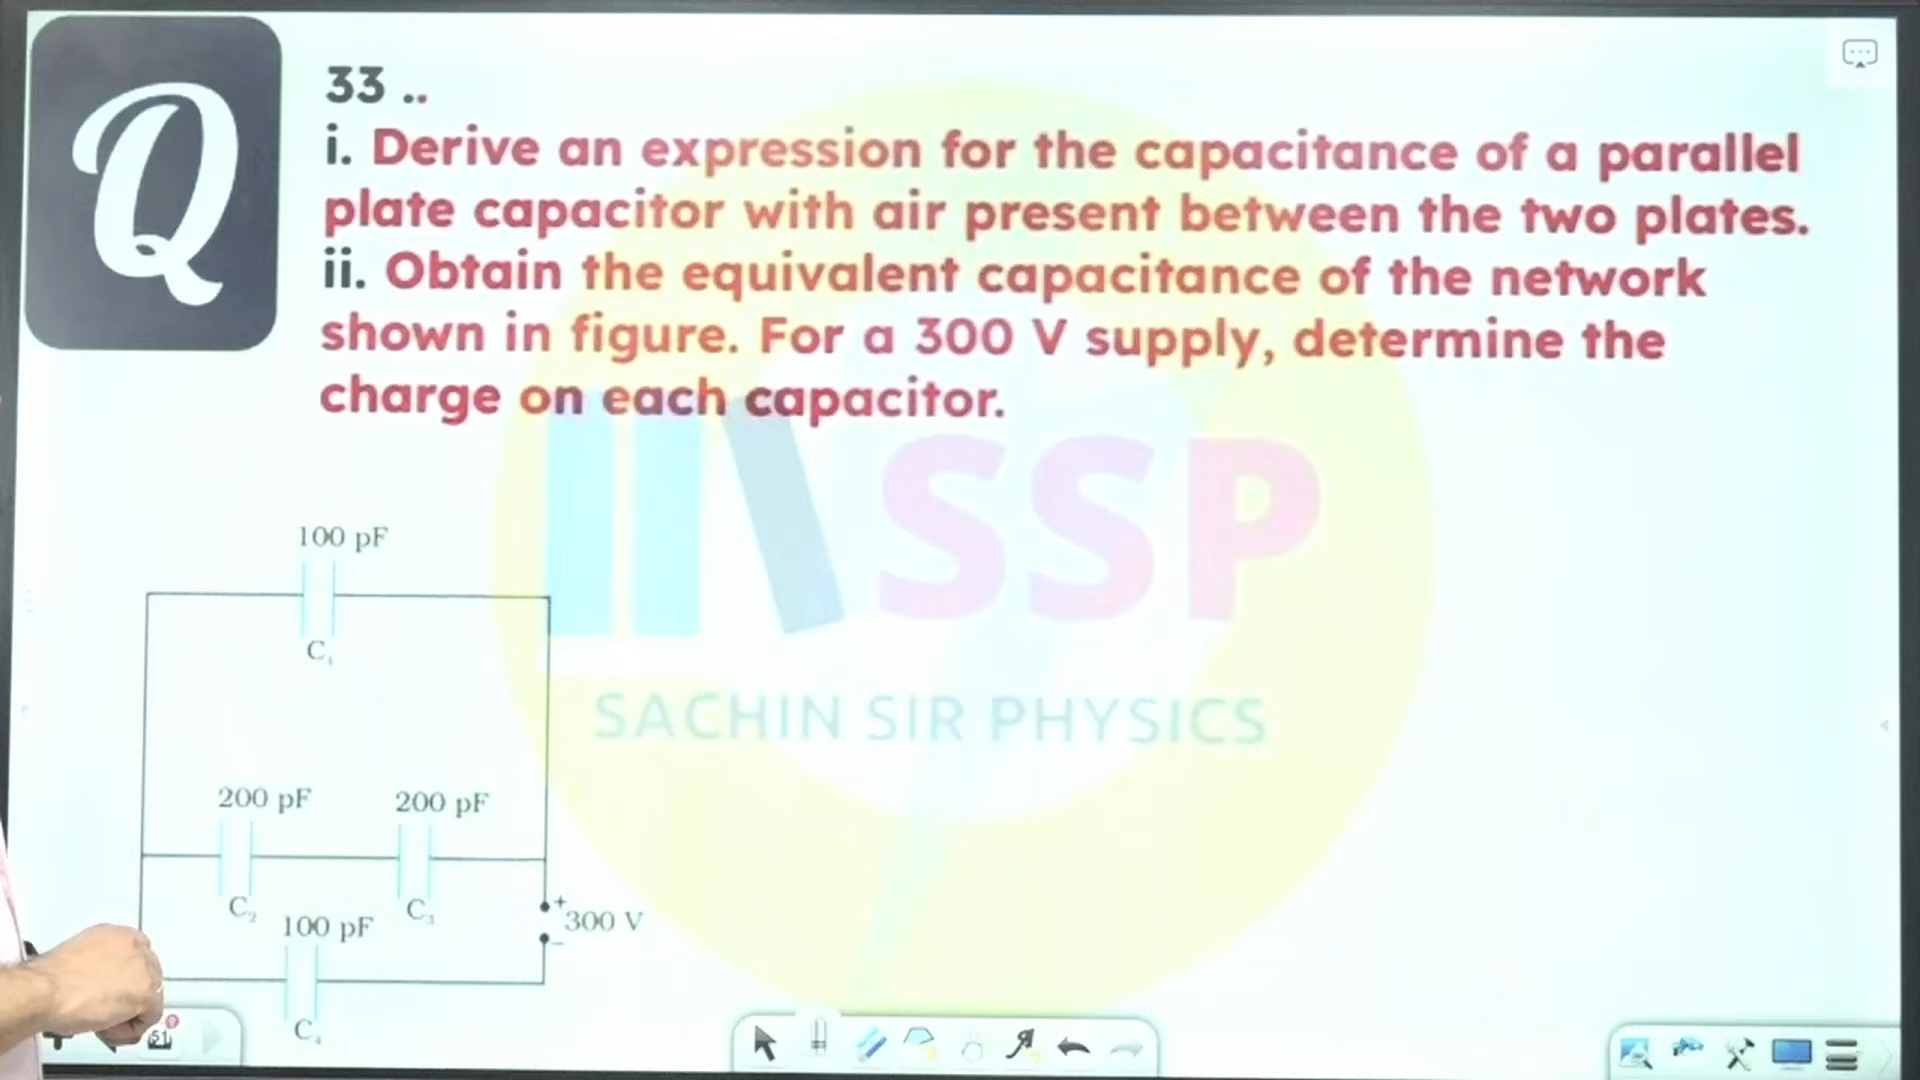 Q
33 ..
i. Derive an expression for the capacitance of a parallel
plate capacitor with air present between the two plates.
ii. Obtain the equivalent capacitance of the network
shown in figure. For a 300 V supply, determine the
charge on each capacitor.
SSP
SACHIN SIR PHYSICS
100 pF
C₁
200 pF 200 pF
C₂ C₃
100 pF
+
300 V
−
C₄
51